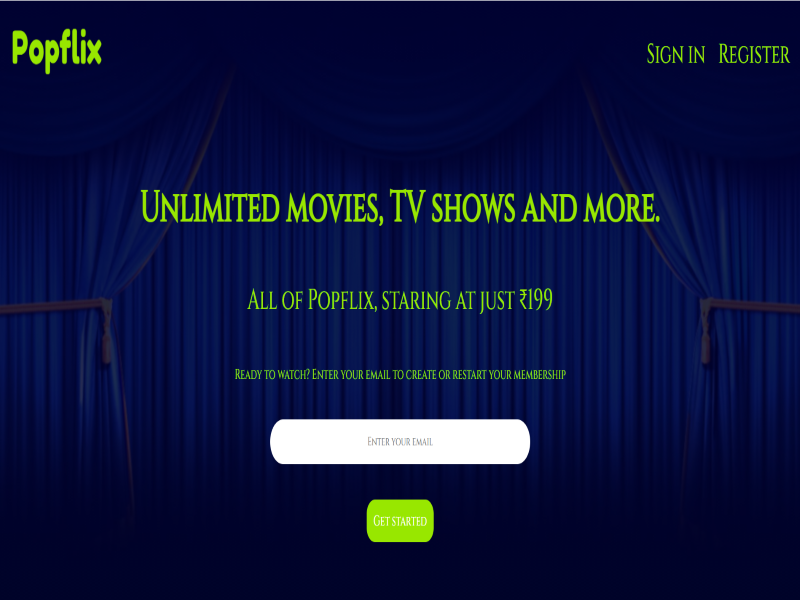 Popflix
Sign in Register
Unlimited movies, TV shows and more.
All of Popflix, staring at just ₹199
Ready to watch? Enter your email to create or restart your membership
Enter your email
Get started